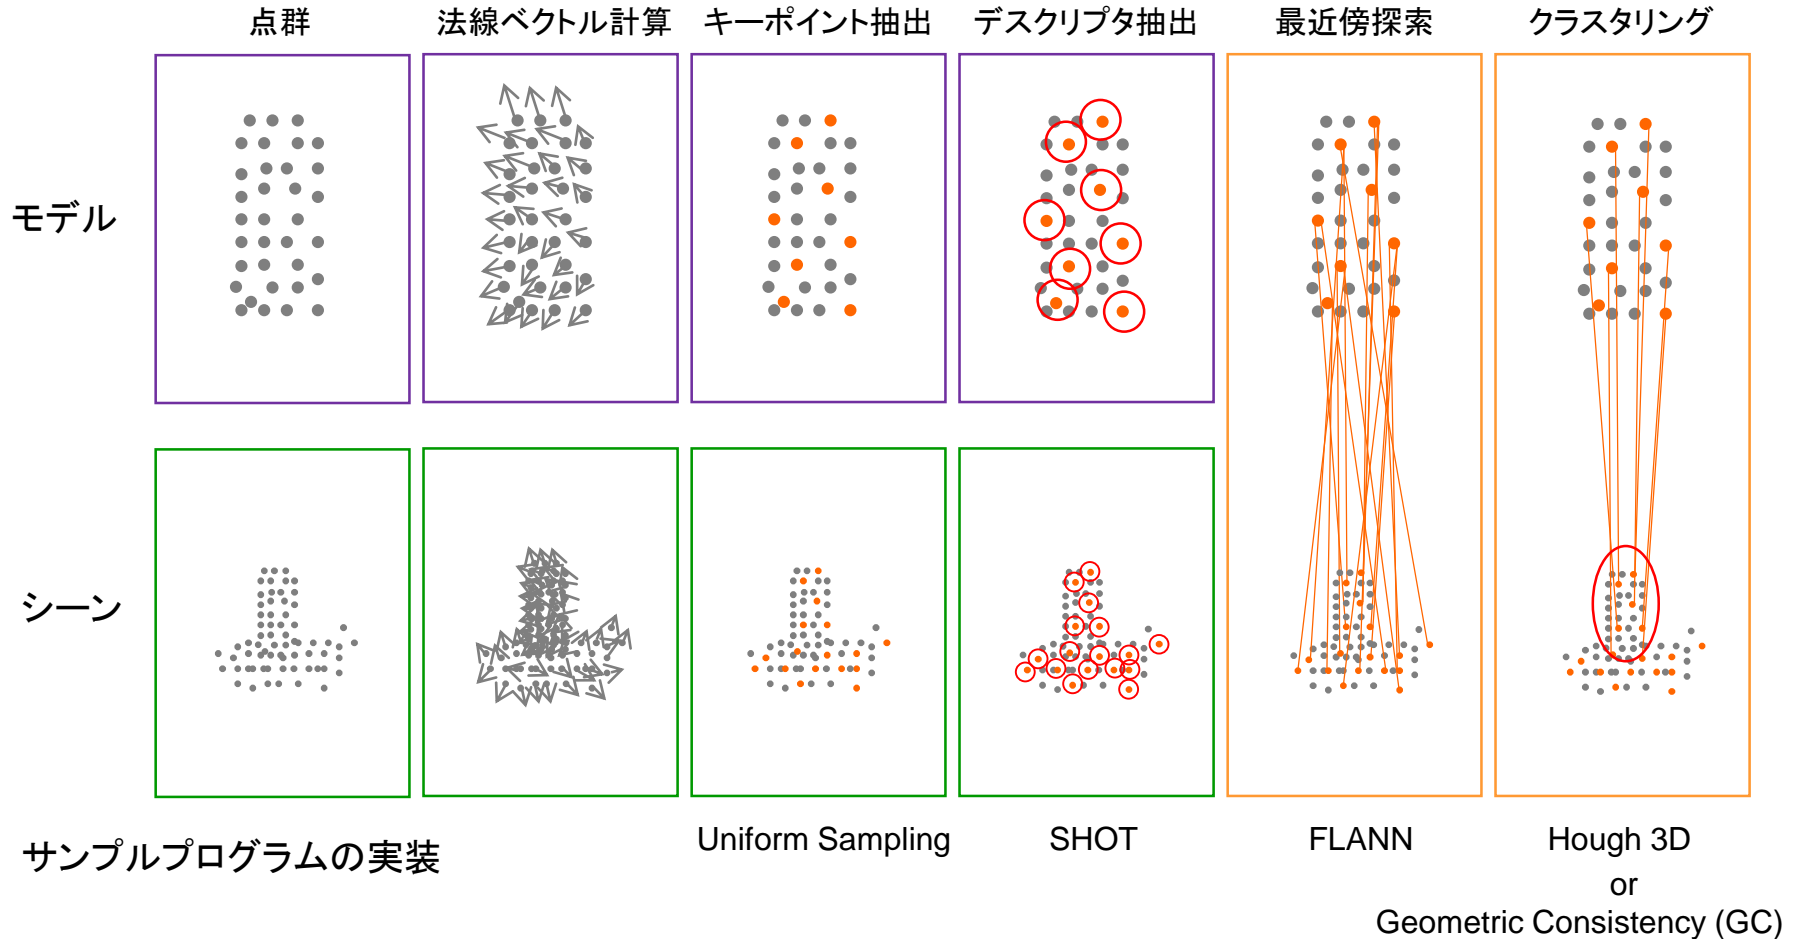 点群
法線ベクトル計算
キーポイント抽出
デスクリプタ抽出
最近傍探索
クラスタリング
モデル
シーン
サンプルプログラムの実装
Uniform Sampling
SHOT
FLANN
Hough 3D
or
Geometric Consistency (GC)